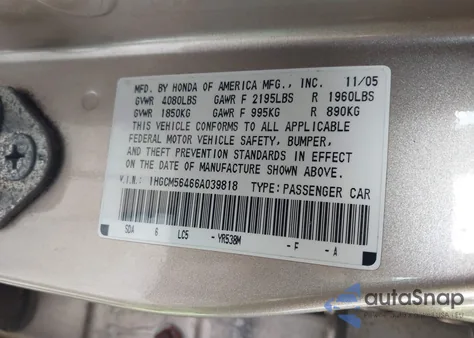 MFD. BY HONDA OF AMERICA MFG., INC. 11/05
GVWR 4080LBS GAWR F 2195LBS R 1960LBS
GVWR 1850KG GAWR F 995KG R 890KG
THIS VEHICLE CONFORMS TO ALL APPLICABLE
FEDERAL MOTOR VEHICLE SAFETY, BUMPER,
AND THEFT PREVENTION STANDARDS IN EFFECT
ON THE DATE OF MANUFACTURE SHOWN ABOVE.
V.I.N.: 1HGCM56466A039818 TYPE: PASSENGER CAR
SDA 6 LC5 -YR538M -F -A
autoSnap